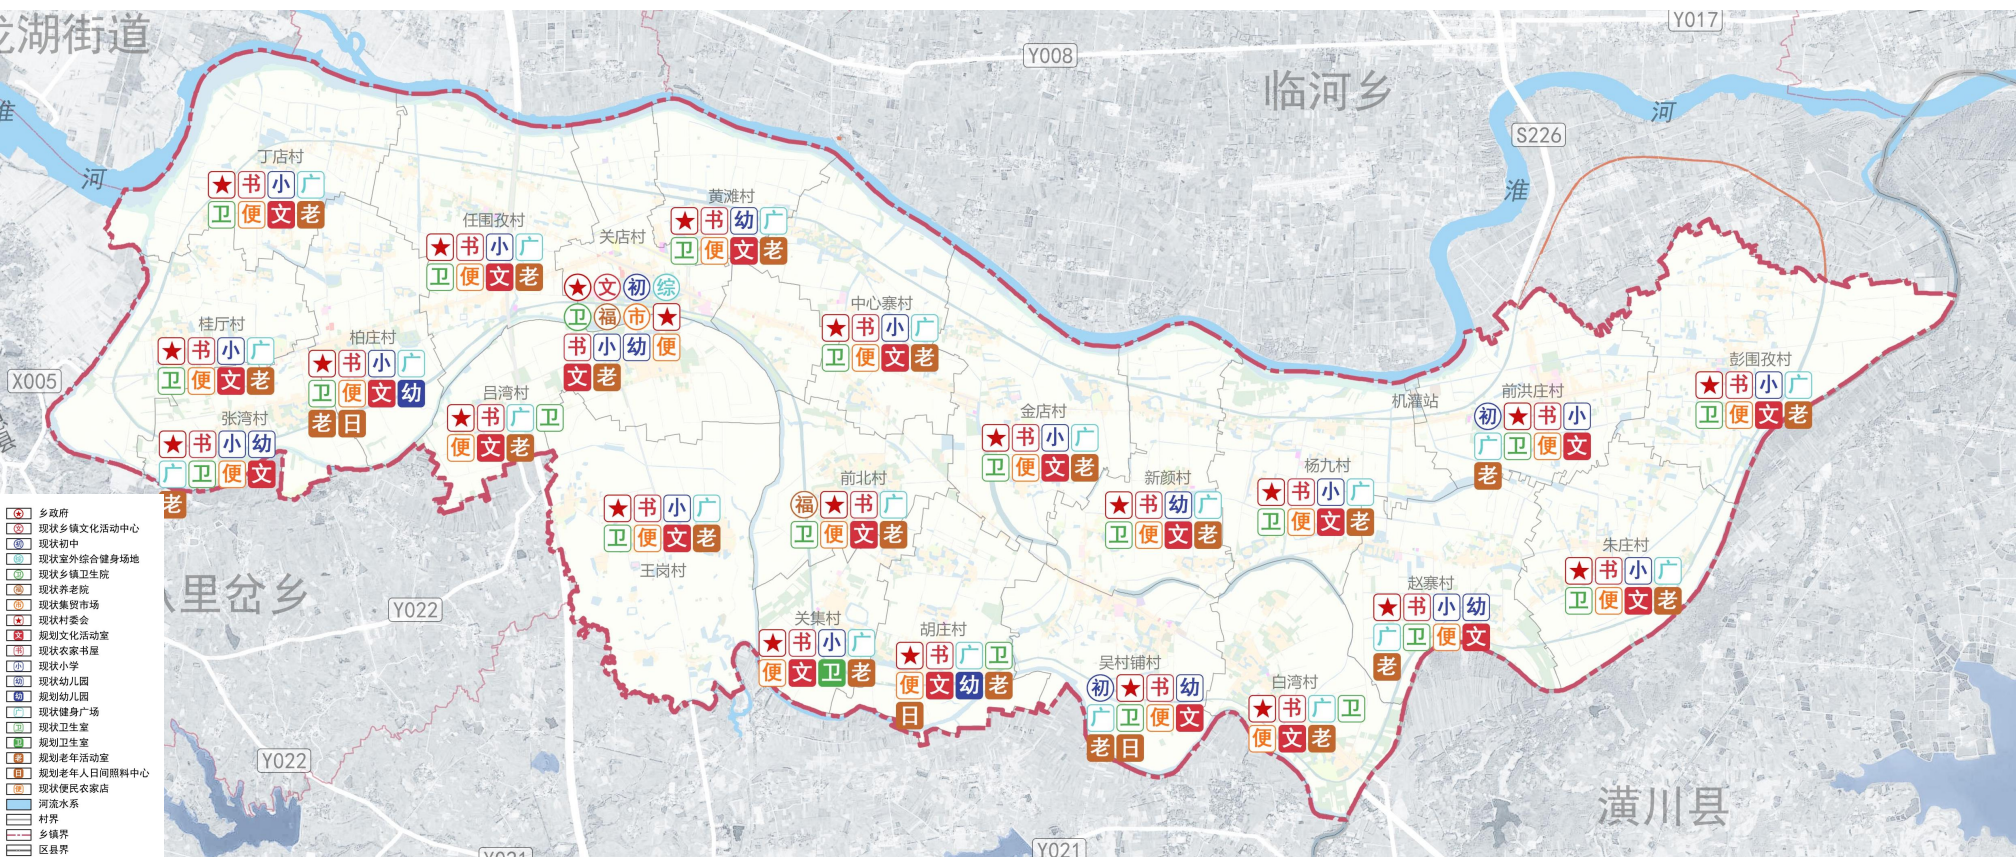 龙湖街道
Y017
Y008
临河乡
淮
河
S226
河
淮
丁店村
★ 书 小 广
卫 便 文 老
黄滩村
★ 书 幼 广
卫 便 文 老
任围孜村
★ 书 小 广
卫 便 文 老
关店村
★ 文 初 综
卫 福 市 ★
书 小 幼 便
文 老
中心寨村
★ 书 小 广
卫 便 文 老
桂厅村
★ 书 小 广
卫 便 文 老
柏庄村
★ 书 小 广
卫 便 文 幼
老 日
X005
吕湾村
★ 书 广 卫
便 文 老
张湾村
★ 书 小 幼
广 卫 便 文
老
金店村
★ 书 小 广
卫 便 文 老
机灌站
前洪庄村
初 ★ 书 小
广 卫 便 文
老
彭围孜村
★ 书 小 广
卫 便 文 老
前北村
福 ★ 书 广
卫 便 文 老
新颜村
★ 书 幼 广
卫 便 文 老
杨九村
★ 书 小 广
卫 便 文 老
★ 书 小 广
卫 便 文 老
王岗村
朱庄村
★ 书 小 广
卫 便 文 老
赵寨村
★ 书 小 幼
广 卫 便 文
老
关集村
★ 书 小 广
便 文 卫 老
胡庄村
★ 书 广 卫
便 文 幼 老
日
吴村铺村
初 ★ 书 幼
广 卫 便 文
老 日
白湾村
★ 书 广 卫
便 文 老
里岔乡
Y022
Y022
Y021
Y021
潢川县
★ 乡政府
文 现状乡镇文化活动中心
初 现状初中
综 现状室外综合健身场地
卫 现状乡镇卫生院
福 现状养老院
市 现状集贸市场
★ 现状村委会
文 规划文化活动室
书 现状农家书屋
小 现状小学
幼 现状幼儿园
幼 规划幼儿园
广 现状健身广场
卫 现状卫生室
卫 规划卫生室
老 规划老年活动室
日 规划老年人日间照料中心
便 现状便民农家店
河流水系
村界
乡镇界
区县界